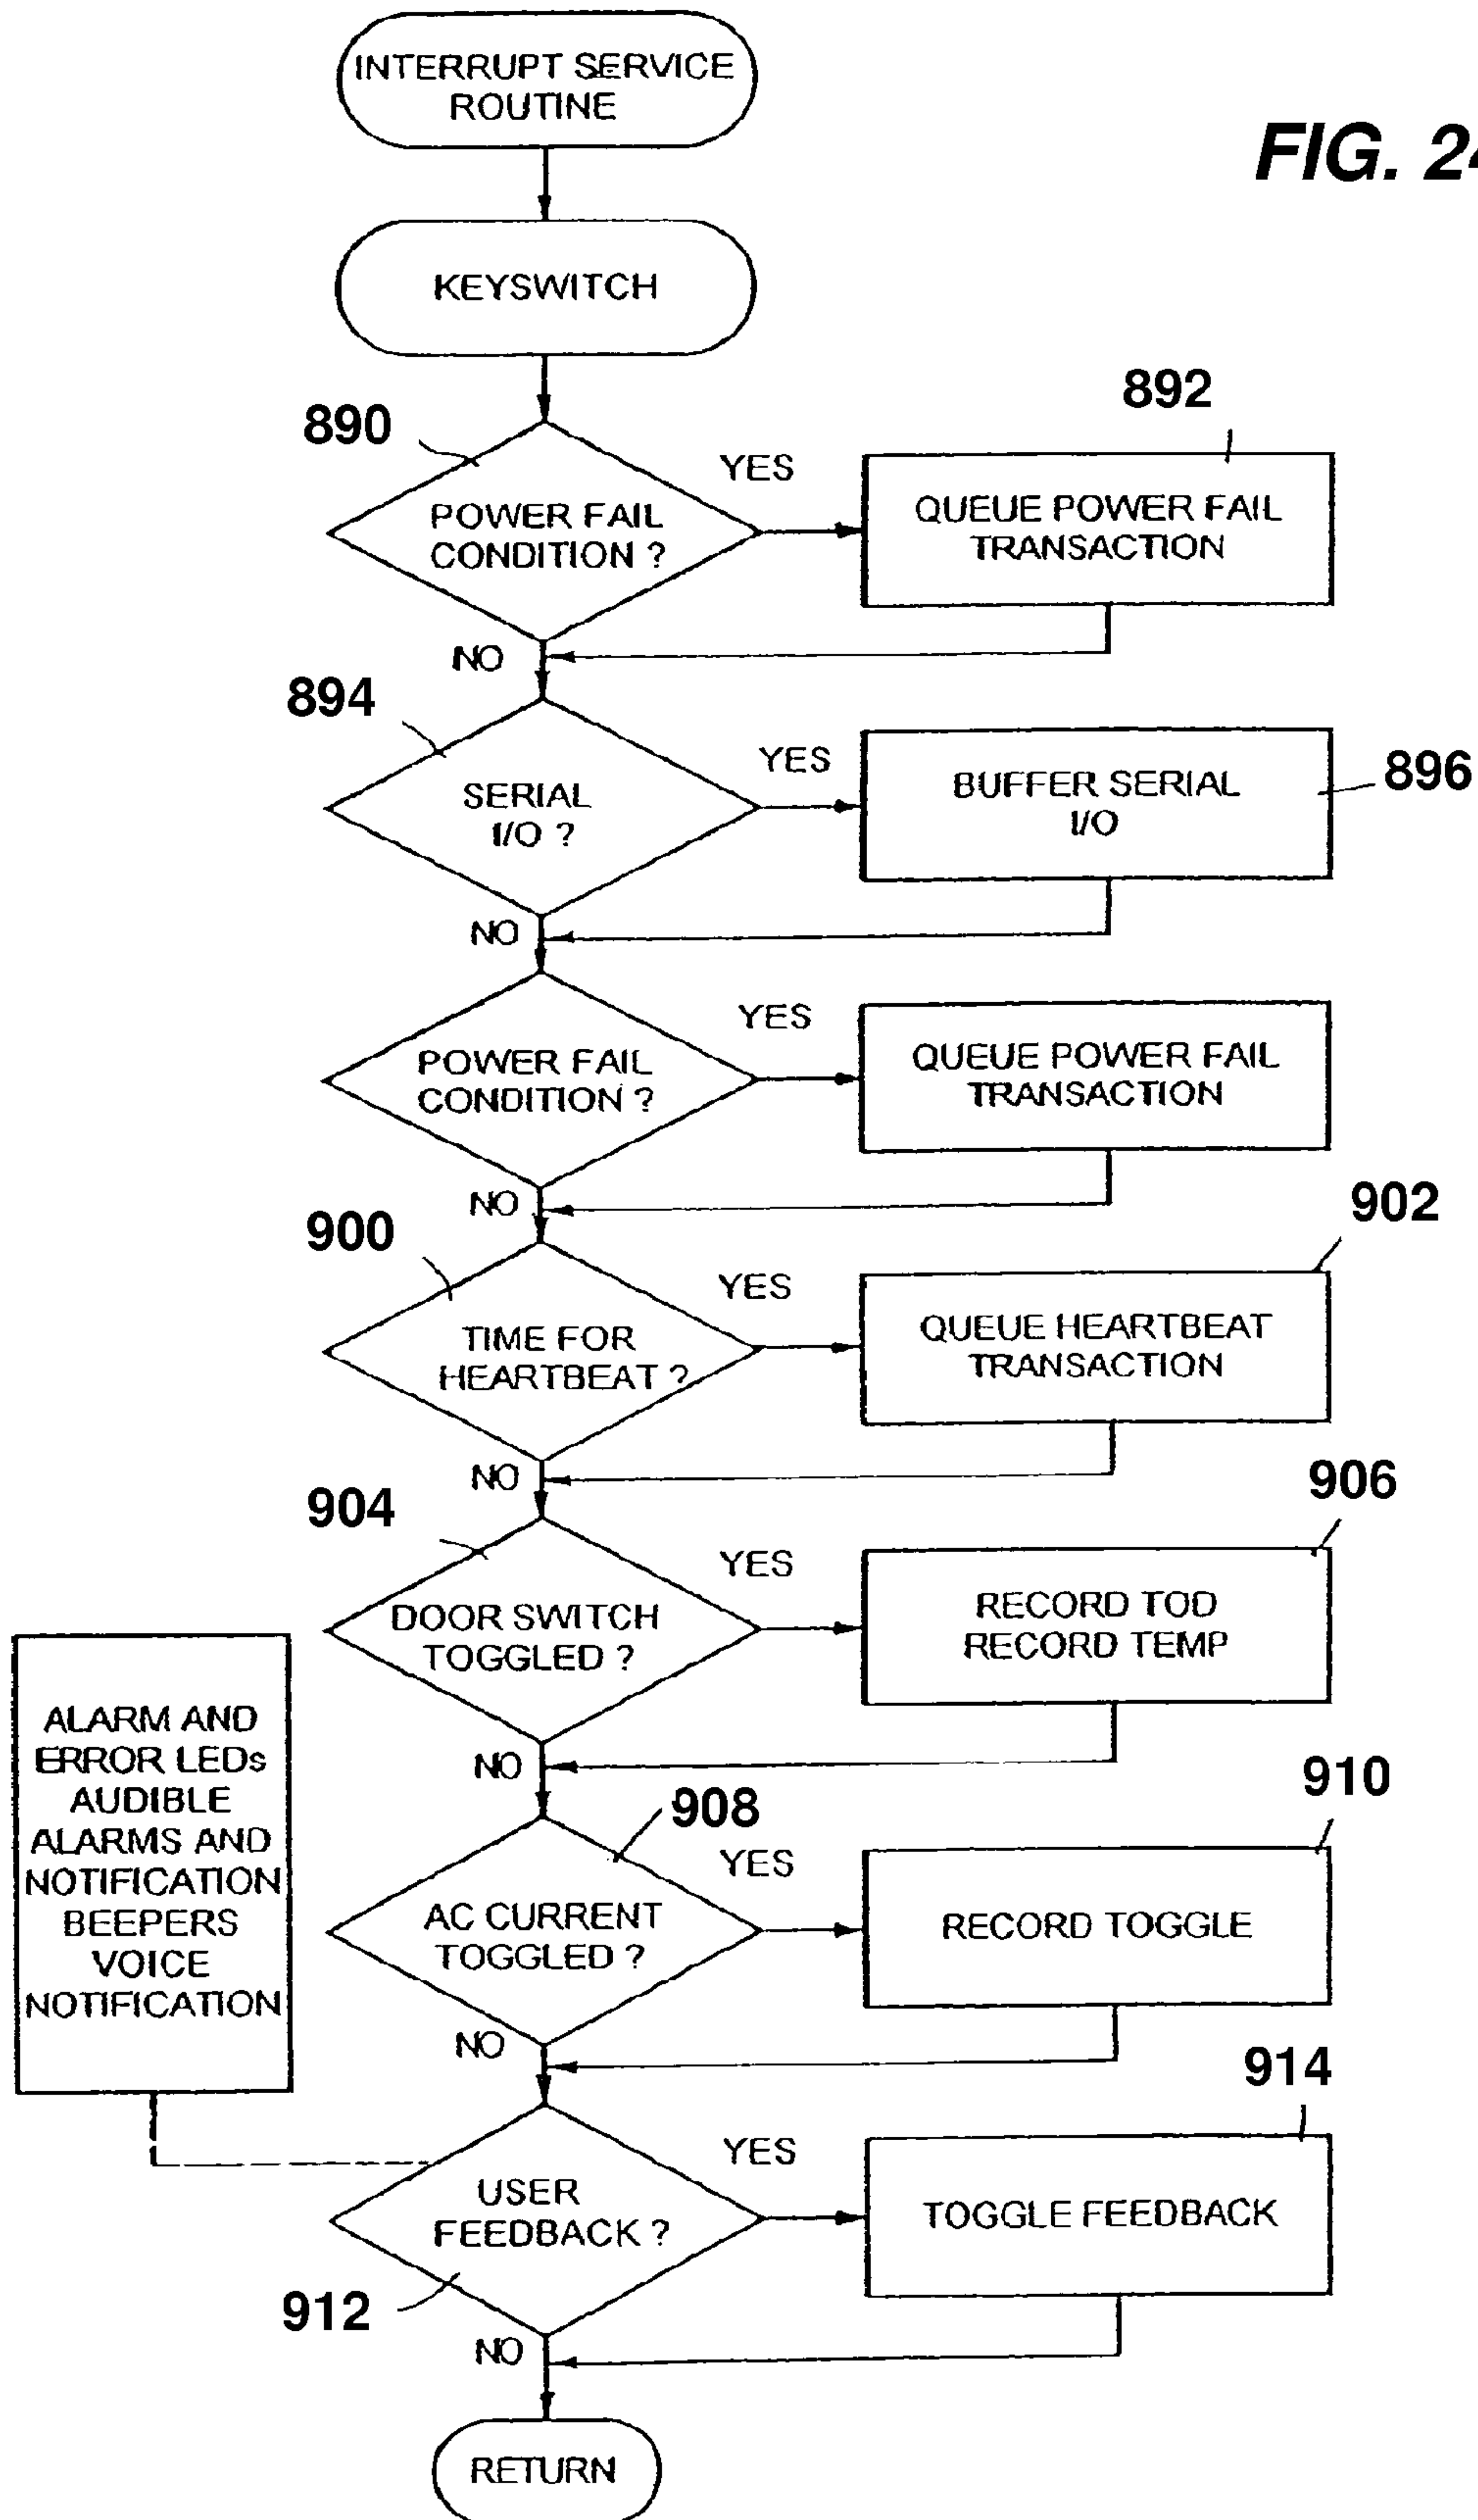 INTERRUPT SERVICE
ROUTINE
FIG. 24
KEYSWITCH
892
890
YES
POWER FAIL
CONDITION ?
QUEUE POWER FAIL
TRANSACTION
NO
894
YES
SERIAL
I/O ?
BUFFER SERIAL
I/O
896
NO
YES
POWER FAIL
CONDITION ?
QUEUE POWER FAIL
TRANSACTION
NO
902
900
YES
TIME FOR
HEARTBEAT ?
QUEUE HEARTBEAT
TRANSACTION
NO
906
904
YES
DOOR SWITCH
TOGGLED ?
RECORD TOD
RECORD TEMP
ALARM AND
ERROR LEDs
AUDIBLE
ALARMS AND
NOTIFICATION
BEEPERS
VOICE
NOTIFICATION
NO
910
908
YES
AC CURRENT
TOGGLED ?
RECORD TOGGLE
NO
914
YES
USER
FEEDBACK ?
TOGGLE FEEDBACK
912
NO
RETURN